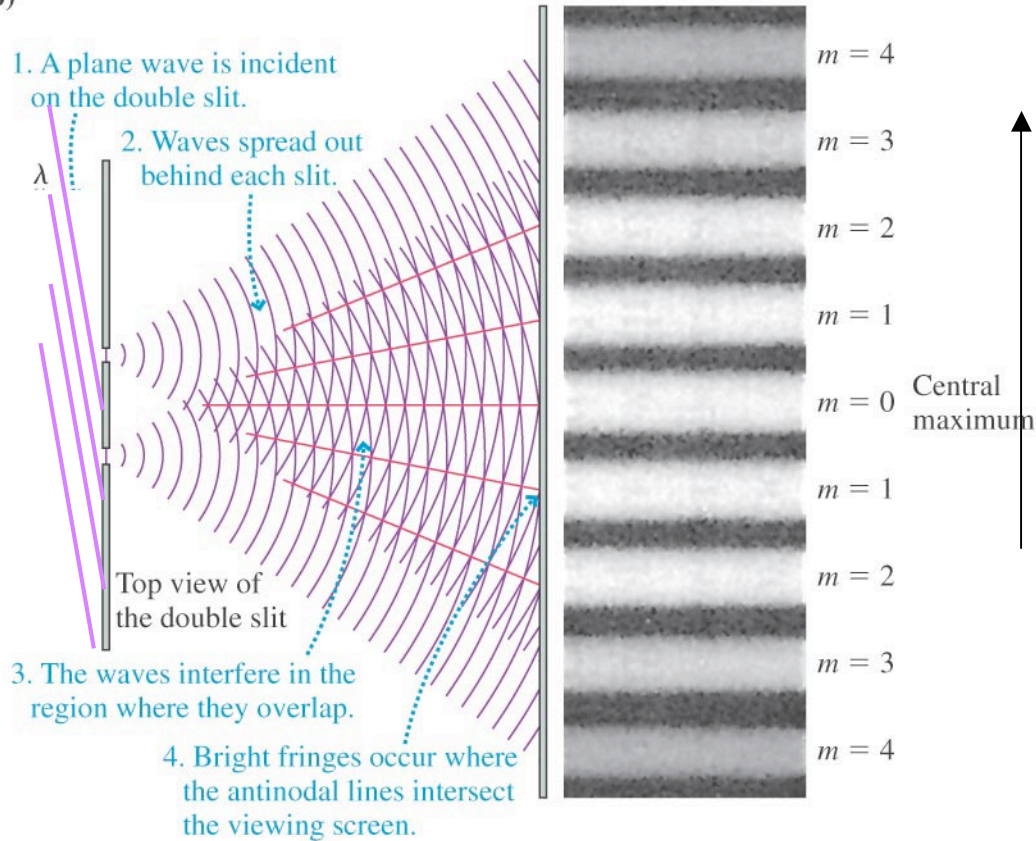 1. A plane wave is incident
on the double slit.
2. Waves spread out
behind each slit.
λ
Top view of
the double slit
3. The waves interfere in the
region where they overlap.
4. Bright fringes occur where
the antinodal lines intersect
the viewing screen.
m = 4
m = 3
m = 2
m = 1
m = 0
Central
maximum
m = 1
m = 2
m = 3
m = 4